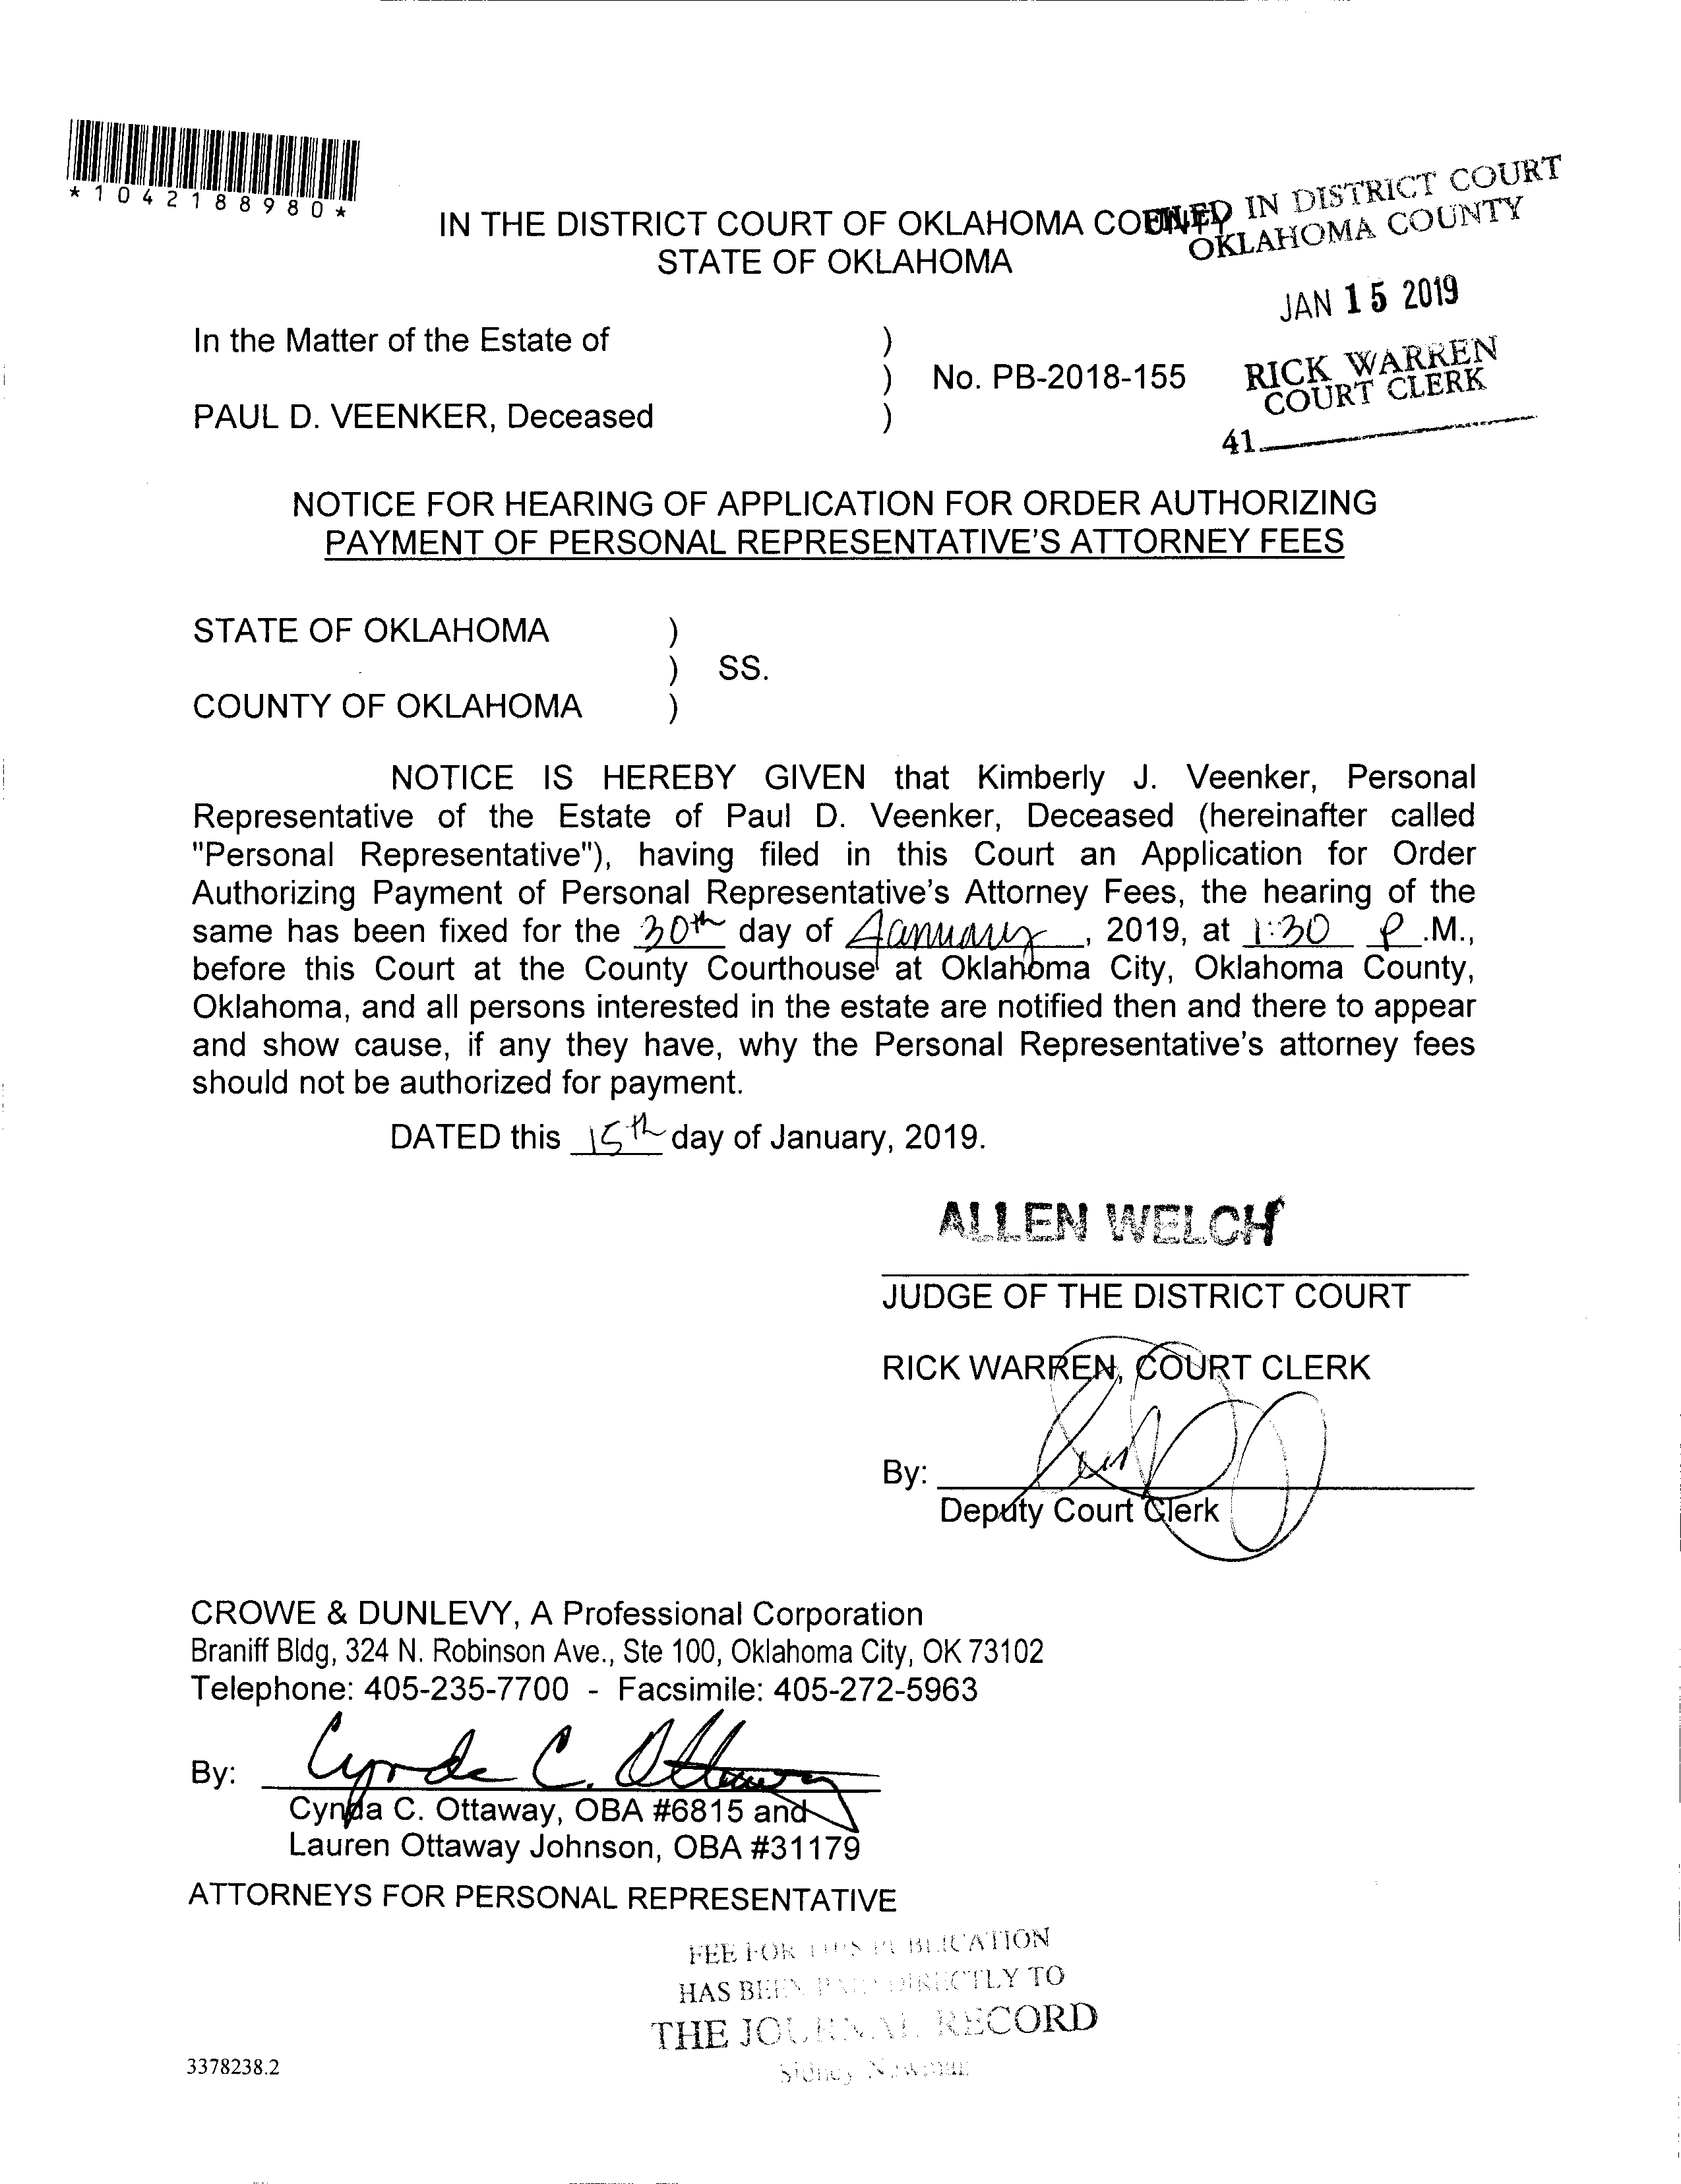 *1042188980*
FILED IN DISTRICT COURT
OKLAHOMA COUNTY
IN THE DISTRICT COURT OF OKLAHOMA COUNTY
STATE OF OKLAHOMA
JAN 15 2019
In the Matter of the Estate of )
) No. PB-2018-155
PAUL D. VEENKER, Deceased )
RICK WARREN
COURT CLERK
41
NOTICE FOR HEARING OF APPLICATION FOR ORDER AUTHORIZING
PAYMENT OF PERSONAL REPRESENTATIVE'S ATTORNEY FEES
STATE OF OKLAHOMA )
) SS.
COUNTY OF OKLAHOMA )
NOTICE IS HEREBY GIVEN that Kimberly J. Veenker, Personal
Representative of the Estate of Paul D. Veenker, Deceased (hereinafter called
"Personal Representative"), having filed in this Court an Application for Order
Authorizing Payment of Personal Representative's Attorney Fees, the hearing of the
same has been fixed for the 30th day of January, 2019, at 1:30 P.M.,
before this Court at the County Courthouse at Oklahoma City, Oklahoma County,
Oklahoma, and all persons interested in the estate are notified then and there to appear
and show cause, if any they have, why the Personal Representative's attorney fees
should not be authorized for payment.
DATED this 15th day of January, 2019.
ALLEN WELCH
JUDGE OF THE DISTRICT COURT
RICK WARREN, COURT CLERK
By:
Deputy Court Clerk
CROWE & DUNLEVY, A Professional Corporation
Braniff Bldg, 324 N. Robinson Ave., Ste 100, Oklahoma City, OK 73102
Telephone: 405-235-7700 - Facsimile: 405-272-5963
By: Cynda C. Ottaway
Cynda C. Ottaway, OBA #6815 and
Lauren Ottaway Johnson, OBA #31179
ATTORNEYS FOR PERSONAL REPRESENTATIVE
FEE FOR THIS PUBLICATION
HAS BEEN PAID DIRECTLY TO
THE JOURNAL RECORD
Sidney Newman
3378238.2